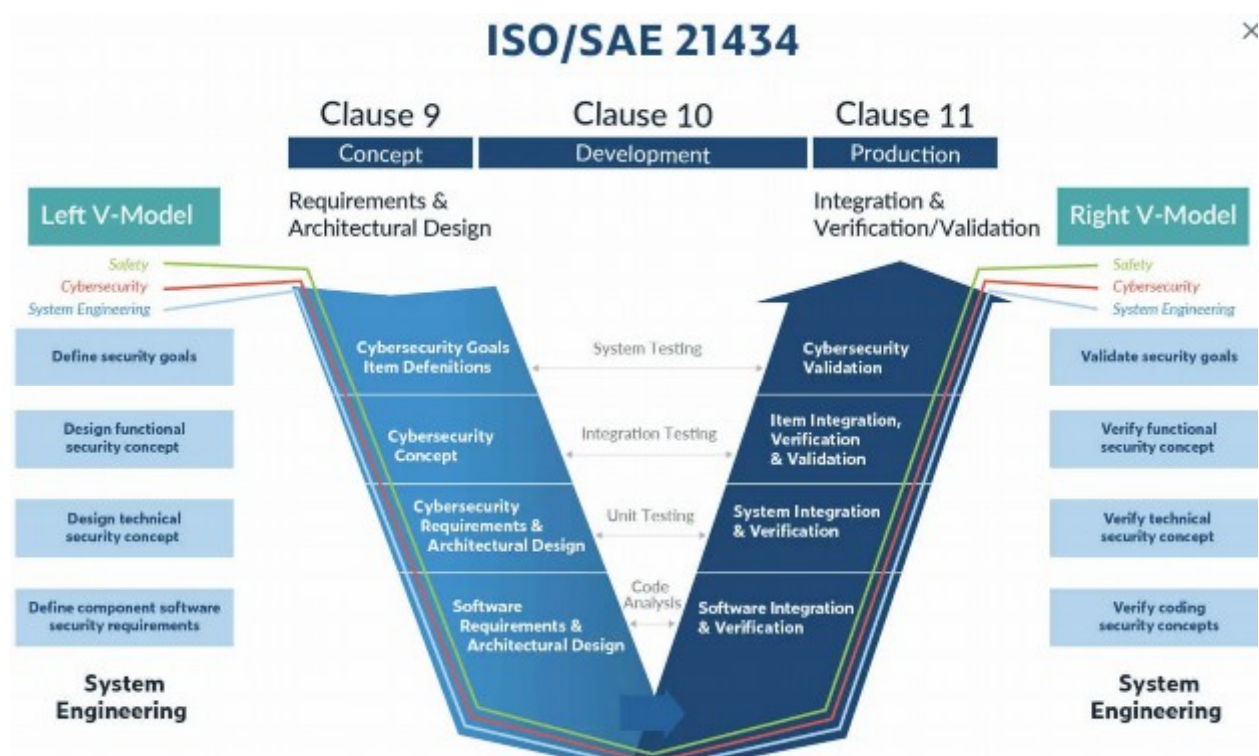 ISO/SAE 21434
×
Clause 9
Concept
Clause 10
Development
Clause 11
Production
Requirements &
Architectural Design
Integration &
Verification/Validation
Left V-Model
Right V-Model
Safety
Cybersecurity
System Engineering
Safety
Cybersecurity
System Engineering
Define security goals
Design functional
security concept
Design technical
security concept
Define component software
security requirements
System
Engineering
Cybersecurity Goals
Item Defenitions
Cybersecurity
Concept
Cybersecurity
Requirements &
Architectural Design
Software
Requirements &
Architectural Design
System Testing
Integration Testing
Unit Testing
Code
Analysis
Cybersecurity
Validation
Item Integration,
Verification
& Validation
System Integration
& Verification
Software Integration
& Verification
Validate security goals
Verify functional
security concept
Verify technical
security concept
Verify coding
security concepts
System
Engineering